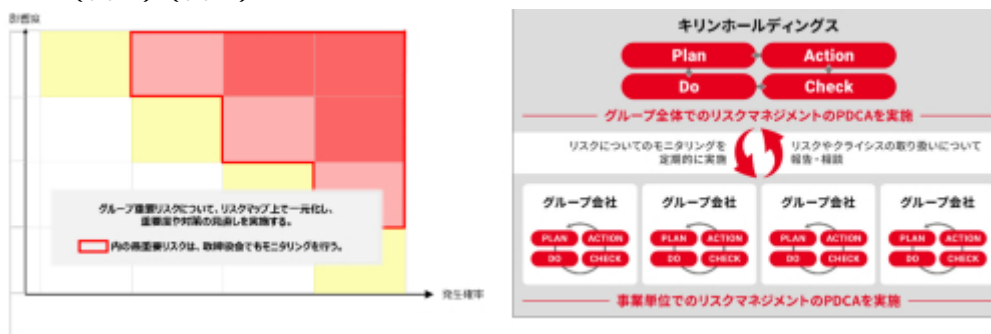 影響度
グループ重要リスクについて、リスクマップ上で一元化し、
重要度や対策の見直しを実施する。
内の最重要リスクは、取締役会でもモニタリングを行う。
発生確率
キリンホールディングス
Plan
Action
Do
Check
グループ全体でのリスクマネジメントのPDCAを実施
リスクについてのモニタリングを
定期的に実施
リスクやクライシスの取り扱いについて
報告・相談
グループ会社
グループ会社
グループ会社
グループ会社
PLAN ACTION
DO CHECK
PLAN ACTION
DO CHECK
PLAN ACTION
DO CHECK
PLAN ACTION
DO CHECK
事業単位でのリスクマネジメントのPDCAを実施